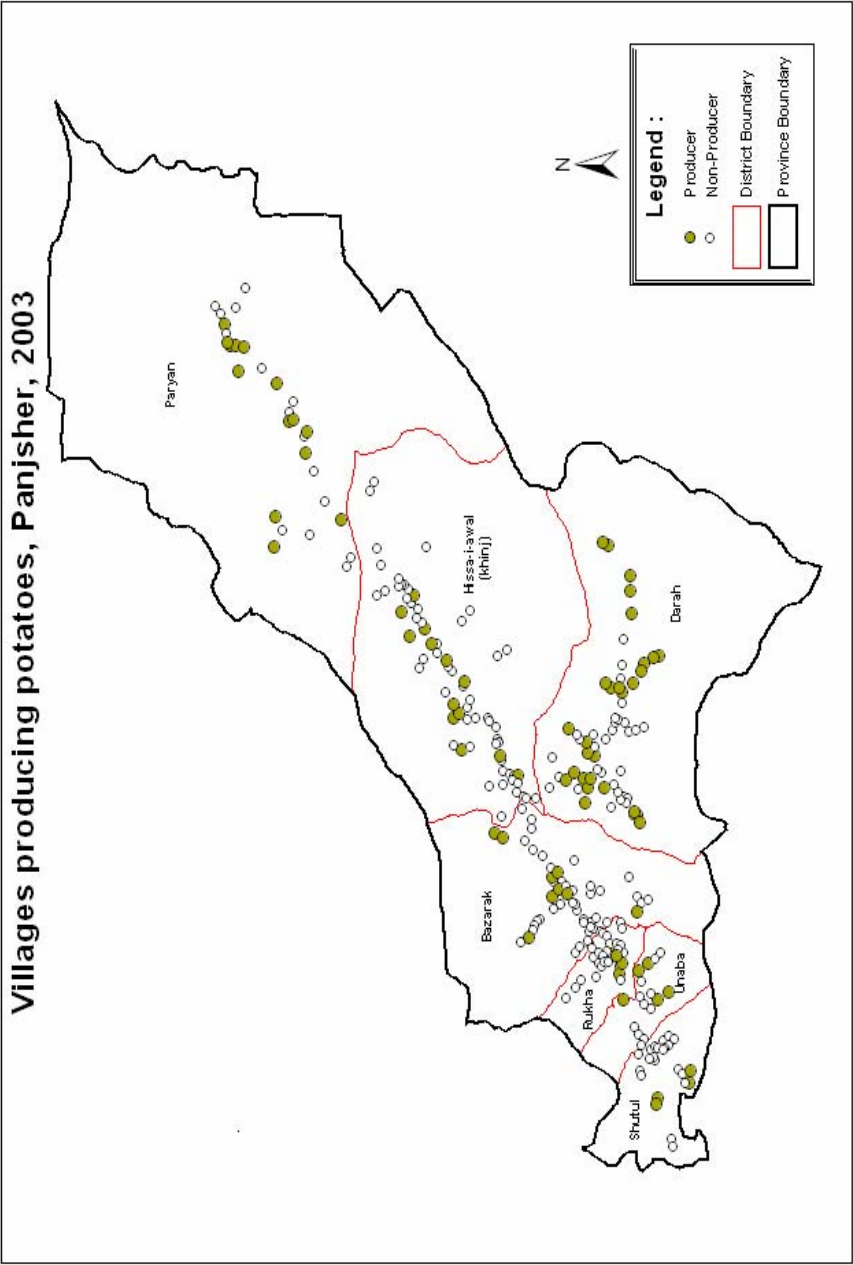 Villages producing potatoes, Panjsher, 2003
Paryan
Hissa-i-awal
(khinj)
Darah
Bazarak
Rukha
Unaba
Shutul
N
Legend :
Producer
Non-Producer
District Boundary
Province Boundary